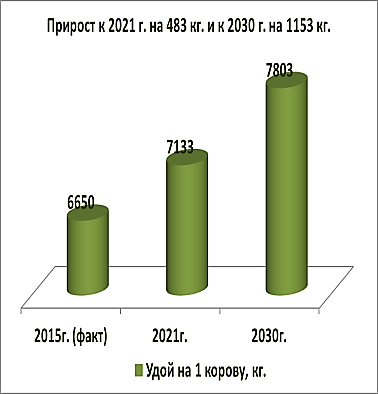 Прирост к 2021 г. на 483 кг. и к 2030 г. на 1153 кг.
7803
7133
6650
2015г. (факт) 2021г. 2030г.
Удой на 1 корову, кг.